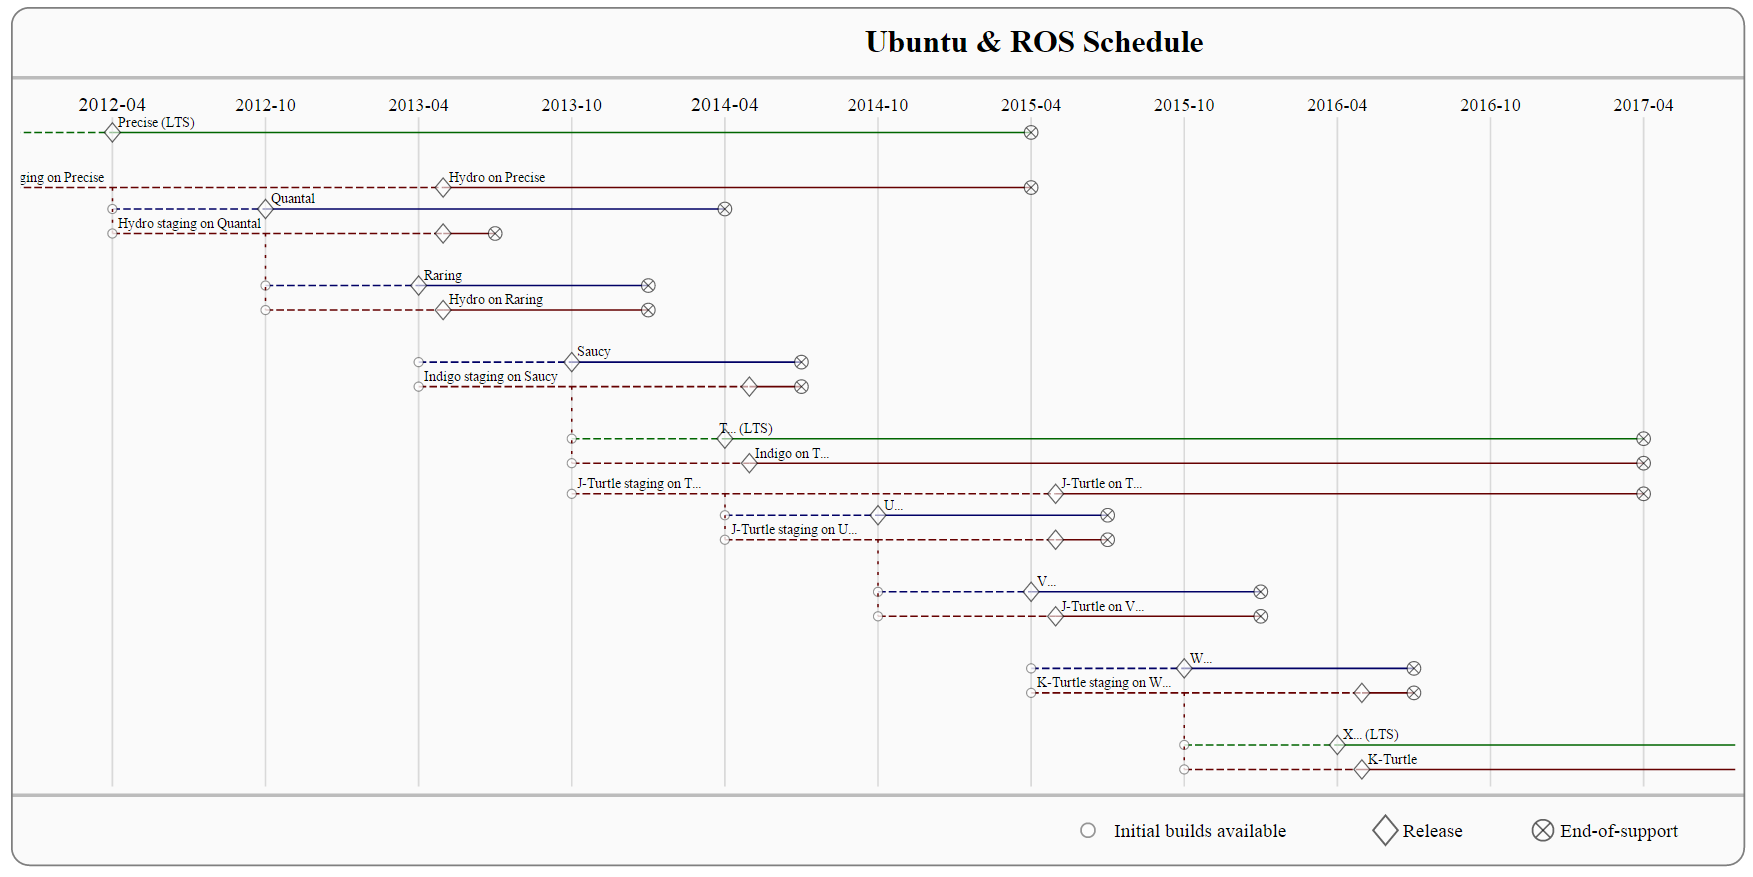 Ubuntu & ROS Schedule
2012-04 2012-10 2013-04 2013-10 2014-04 2014-10 2015-04 2015-10 2016-04 2016-10 2017-04
Precise (LTS)
ging on Precise Hydro on Precise
Quantal
Hydro staging on Quantal
Raring
Hydro on Raring
Saucy
Indigo staging on Saucy
T... (LTS)
Indigo on T...
J-Turtle staging on T... J-Turtle on T...
U...
J-Turtle staging on U...
V...
J-Turtle on V...
W...
K-Turtle staging on W...
X... (LTS)
K-Turtle
Initial builds available Release End-of-support